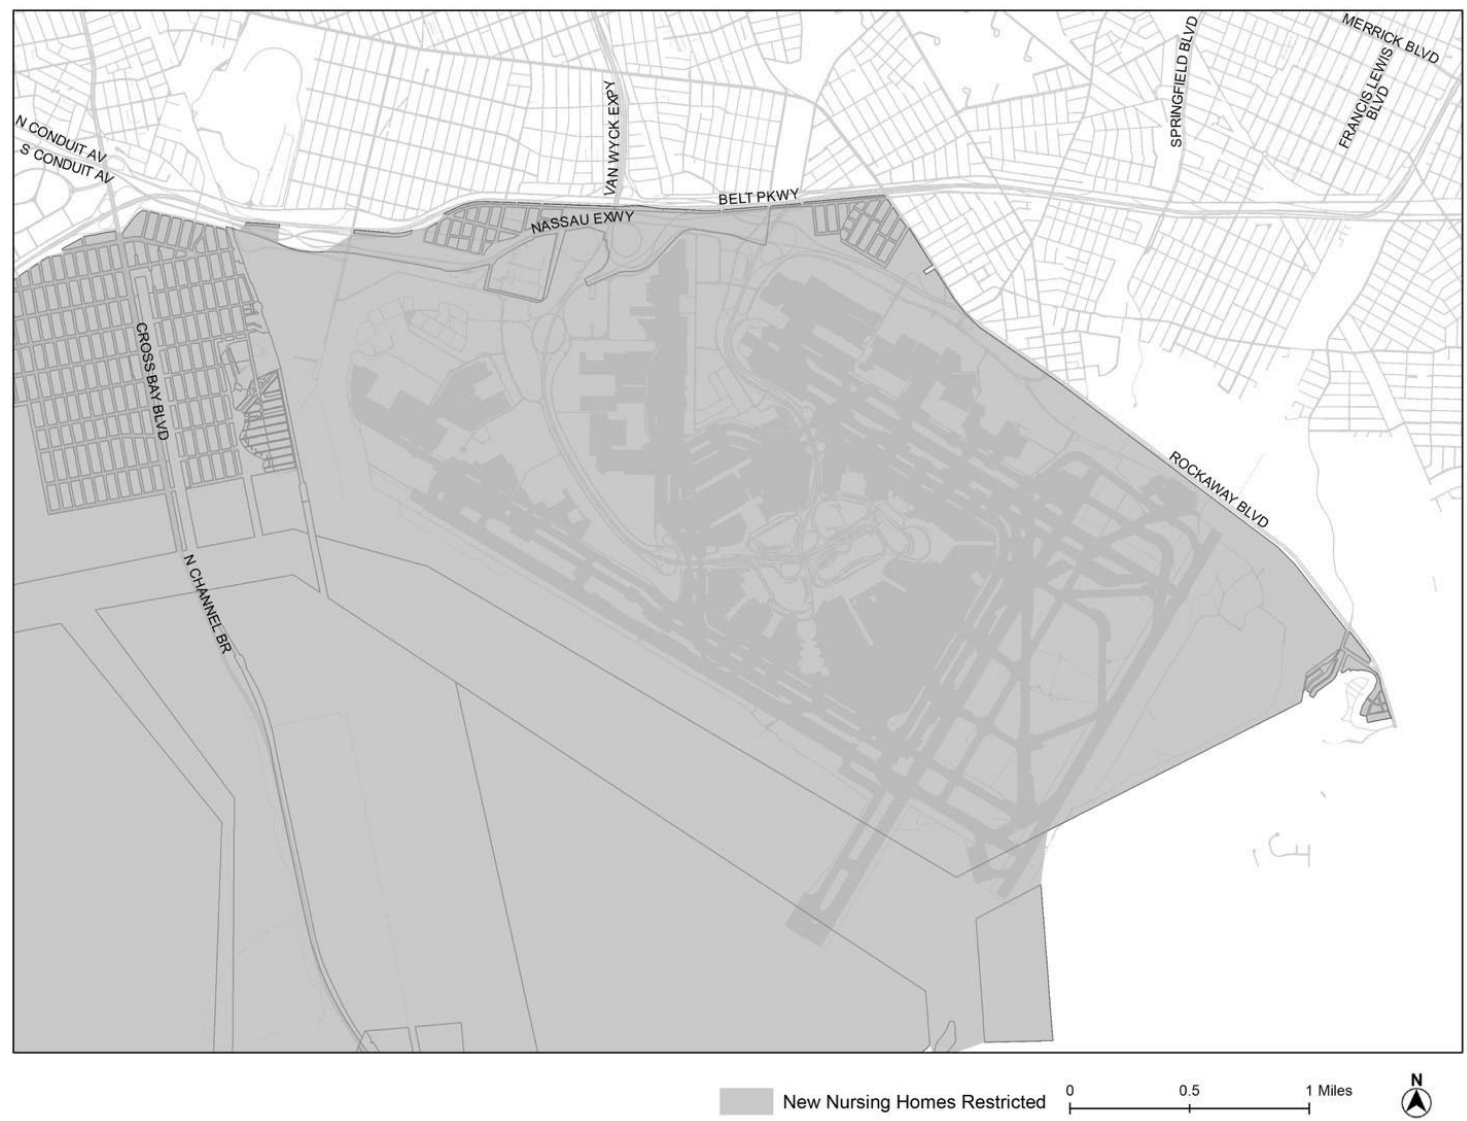 MERRICK BLVD
SPRINGFIELD BLVD
FRANCIS LEWIS
BLVD
VAN WYCK EXPY
N CONDUIT AV
S CONDUIT AV
BELT PKWY
NASSAU EXWY
CROSS BAY BLVD
ROCKAWAY BLVD
N CHANNEL BR
New Nursing Homes Restricted
0 0.5 1 Miles
N